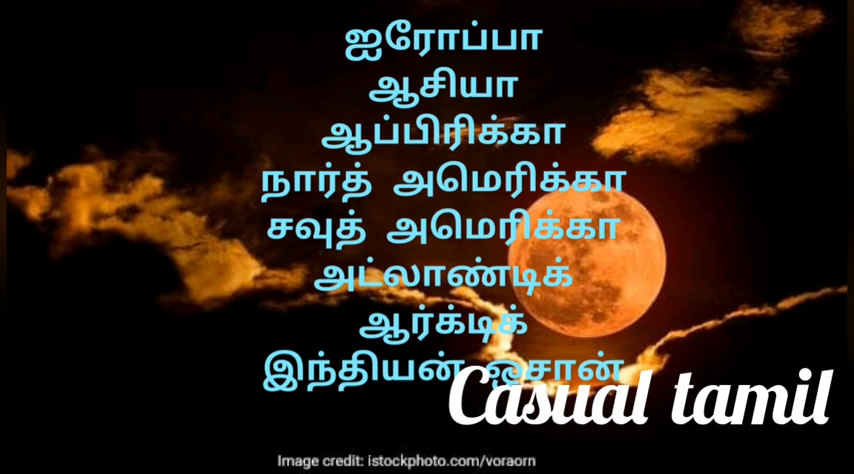 ஐரோப்பா
ஆசியா
ஆப்பிரிக்கா
நார்த் அமெரிக்கா
சவுத் அமெரிக்கா
அட்லாண்டிக்
ஆர்க்டிக்
இந்தியன் ஓசான்
Casual tamil
Image credit: istockphoto.com/voraorn